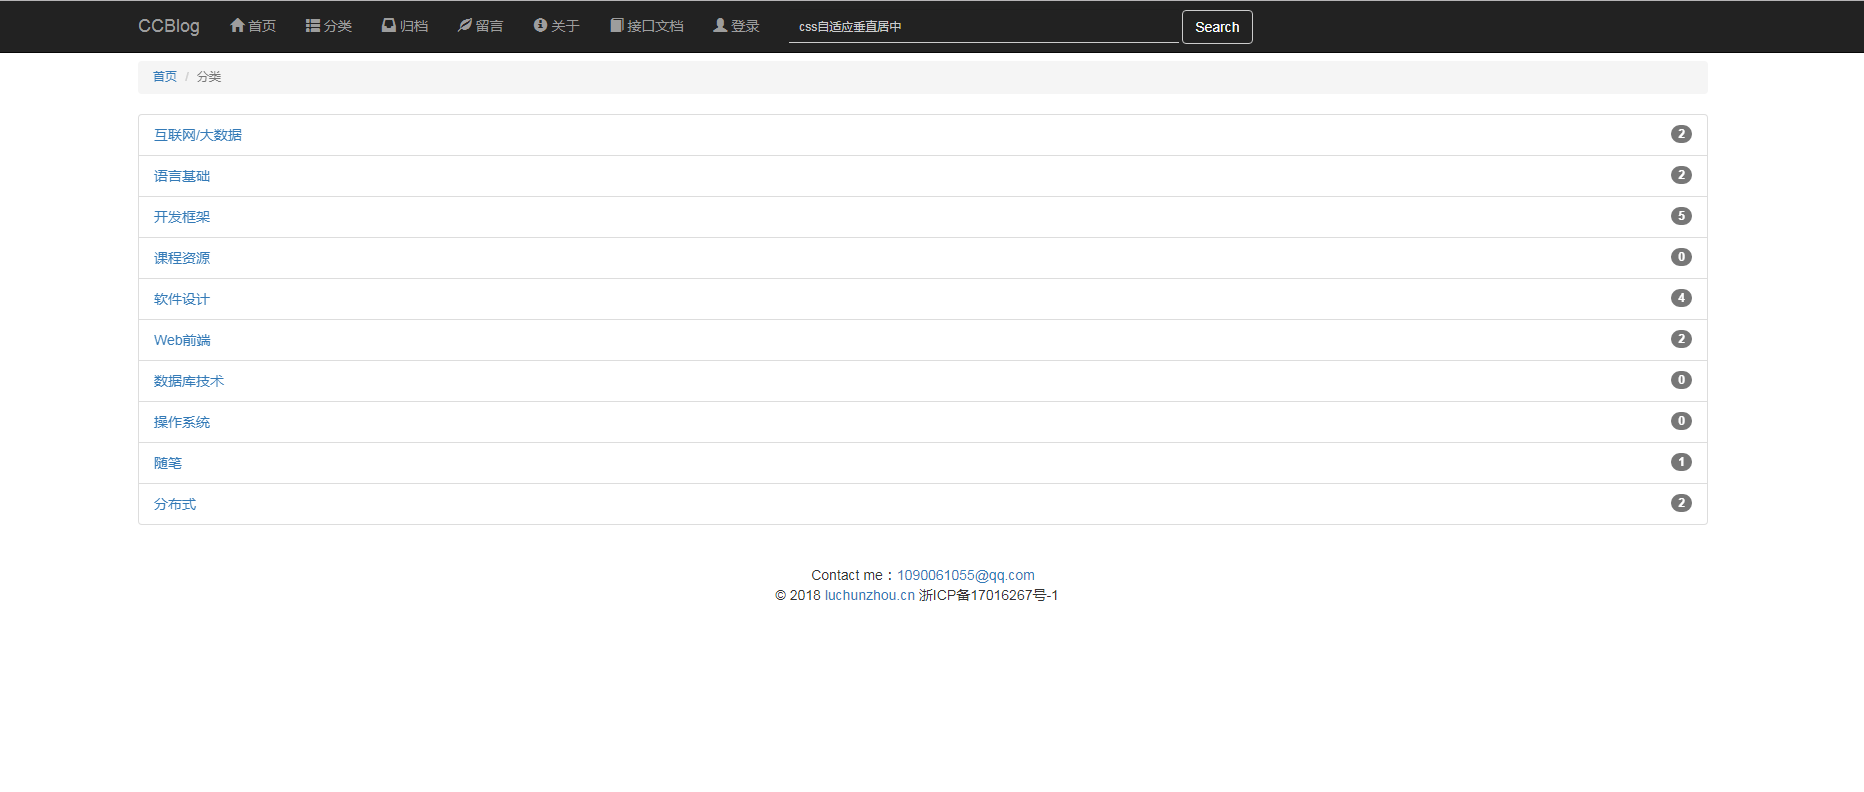 CCBlog 首页 分类 归档 留言 关于 接口文档 登录 css自适应垂直居中 Search
首页 / 分类
互联网/大数据 2
语言基础 2
开发框架 5
课程资源 0
软件设计 4
Web前端 2
数据库技术 0
操作系统 0
随笔 1
分布式 2
Contact me：1090061055@qq.com
© 2018 luchunzhou.cn 浙ICP备17016267号-1